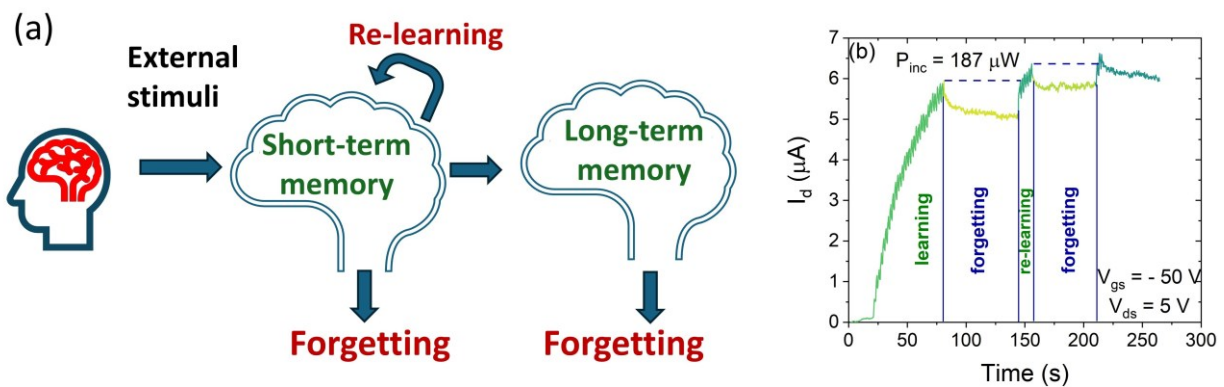 (a)
External
stimuli
Re-learning
Short-term
memory
Long-term
memory
Forgetting
Forgetting
(b)
P_inc = 187 μW
I_d (μA)
7
6
5
4
3
2
1
0
learning
forgetting
re-learning
forgetting
V_gs = - 50 V
V_ds = 5 V
0 50 100 150 200 250 300
Time (s)